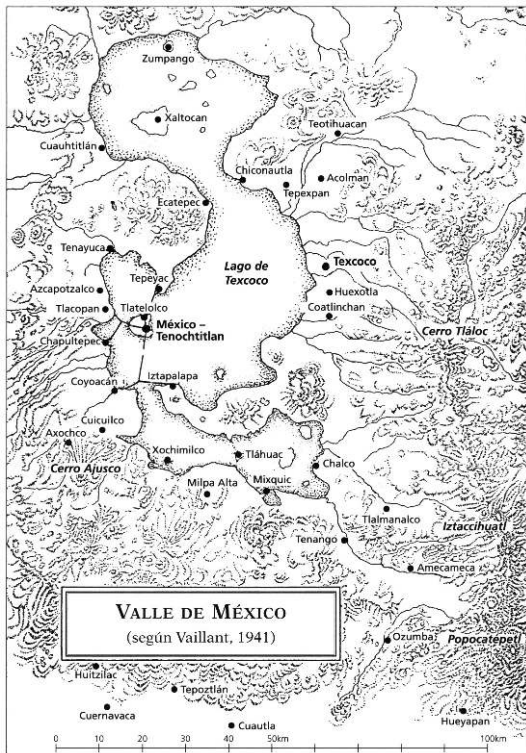 Zumpango
Xaltocan
Teotihuacan
Cuauhtitlán
Chiconautla
Acolman
Tepexpan
Ecatepec
Tenayuca
Lago de
Texcoco
Texcoco
Tepeyac
Azcapotzalco
Huexotla
Tlacopan
Tlatelolco
Coatlinchan
México –
Tenochtitlan
Cerro Tláloc
Chapultepec
Iztapalapa
Coyoacán
Cuicuilco
Axochco
Xochimilco
Tláhuac
Chalco
Cerro Ajusco
Mixquic
Milpa Alta
Tlalmanalco
Iztaccíhuatl
Tenango
Amecameca
VALLE DE MÉXICO
(según Vaillant, 1941)
Ozumba
Popocatépetl
Huitzilac
Tepoztlán
Cuernavaca
Cuautla
Hueyapan
0 10 20 30 40 50km 100km